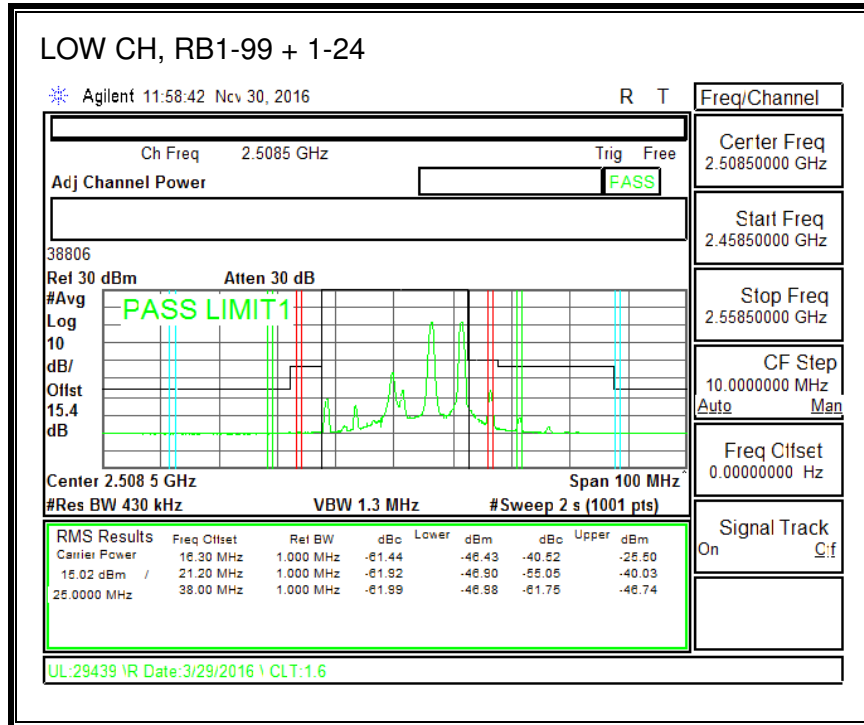 LOW CH, RB1-99 + 1-24
Agilent 11:58:42 Nov 30, 2016 R T
Freq/Channel
Ch Freq 2.5085 GHz Trig Free
Adj Channel Power PASS
Center Freq
2.50850000 GHz
Start Freq
2.45850000 GHz
Stop Freq
2.55850000 GHz
CF Step
10.0000000 MHz
Auto Man
Freq Offset
0.00000000 Hz
Signal Track
On Off
38806
Ref 30 dBm Atten 30 dB
#Avg
Log
10
dB/
Offst
15.4
dB
PASS LIMIT1
Center 2.508 5 GHz Span 100 MHz
#Res BW 430 kHz VBW 1.3 MHz #Sweep 2 s (1001 pts)
RMS Results Freq Offset Ref BW dBc Lower dBm dBc Upper dBm
Carrier Power 16.30 MHz 1.000 MHz -61.44 -46.43 -40.52 -25.50
15.02 dBm / 21.20 MHz 1.000 MHz -61.92 -46.90 -55.05 -40.03
25.0000 MHz 38.00 MHz 1.000 MHz -61.99 -46.98 -61.75 -46.74
UL:29439 \R Date:3/29/2016 \ CLT:1.6